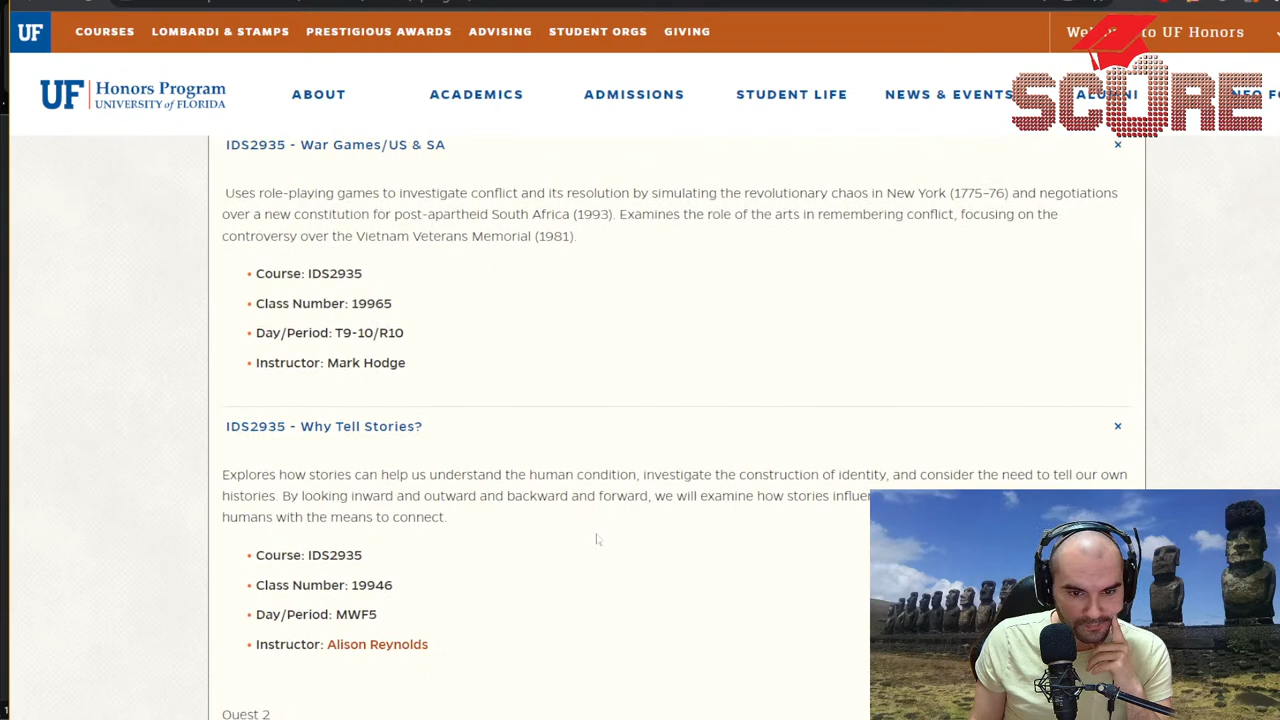 UF
COURSES LOMBARDI & STAMPS PRESTIGIOUS AWARDS ADVISING STUDENT ORGS GIVING
to UF Honors
SCORE
UF Honors Program
UNIVERSITY of FLORIDA
ABOUT ACADEMICS ADMISSIONS STUDENT LIFE NEWS & EVENTS ALUMNI
IDS2935 - War Games/US & SA
Uses role-playing games to investigate conflict and its resolution by simulating the revolutionary chaos in New York (1775–76) and negotiations
over a new constitution for post-apartheid South Africa (1993). Examines the role of the arts in remembering conflict, focusing on the
controversy over the Vietnam Veterans Memorial (1981).
• Course: IDS2935
• Class Number: 19965
• Day/Period: T9-10/R10
• Instructor: Mark Hodge
IDS2935 - Why Tell Stories?
Explores how stories can help us understand the human condition, investigate the construction of identity, and consider the need to tell our own
histories. By looking inward and outward and backward and forward, we will examine how stories
humans with the means to connect.
• Course: IDS2935
• Class Number: 19946
• Day/Period: MWF5
• Instructor: Alison Reynolds
Quest 2